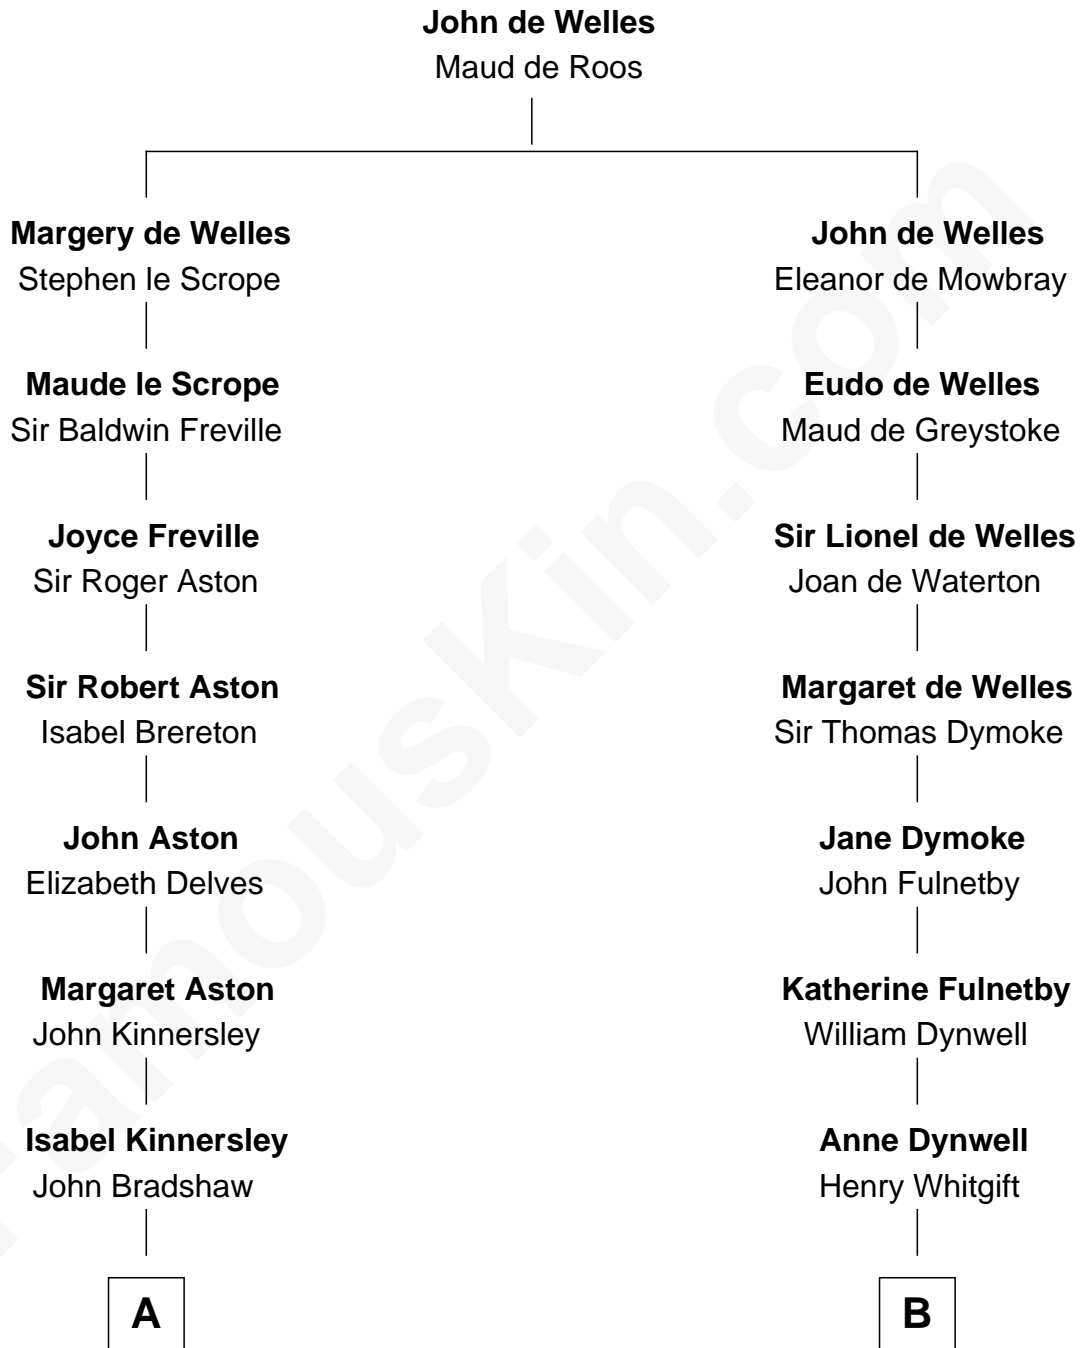 John de Welles
Maud de Roos
Margery de Welles
Stephen le Scrope
John de Welles
Eleanor de Mowbray
Maude le Scrope
Sir Baldwin Freville
Eudo de Welles
Maud de Greystoke
Joyce Freville
Sir Roger Aston
Sir Lionel de Welles
Joan de Waterton
Sir Robert Aston
Isabel Brereton
Margaret de Welles
Sir Thomas Dymoke
John Aston
Elizabeth Delves
Jane Dymoke
John Fulnetby
Margaret Aston
John Kinnersley
Katherine Fulnetby
William Dynwell
Isabel Kinnersley
John Bradshaw
Anne Dynwell
Henry Whitgift
A
B
FamousKin.com